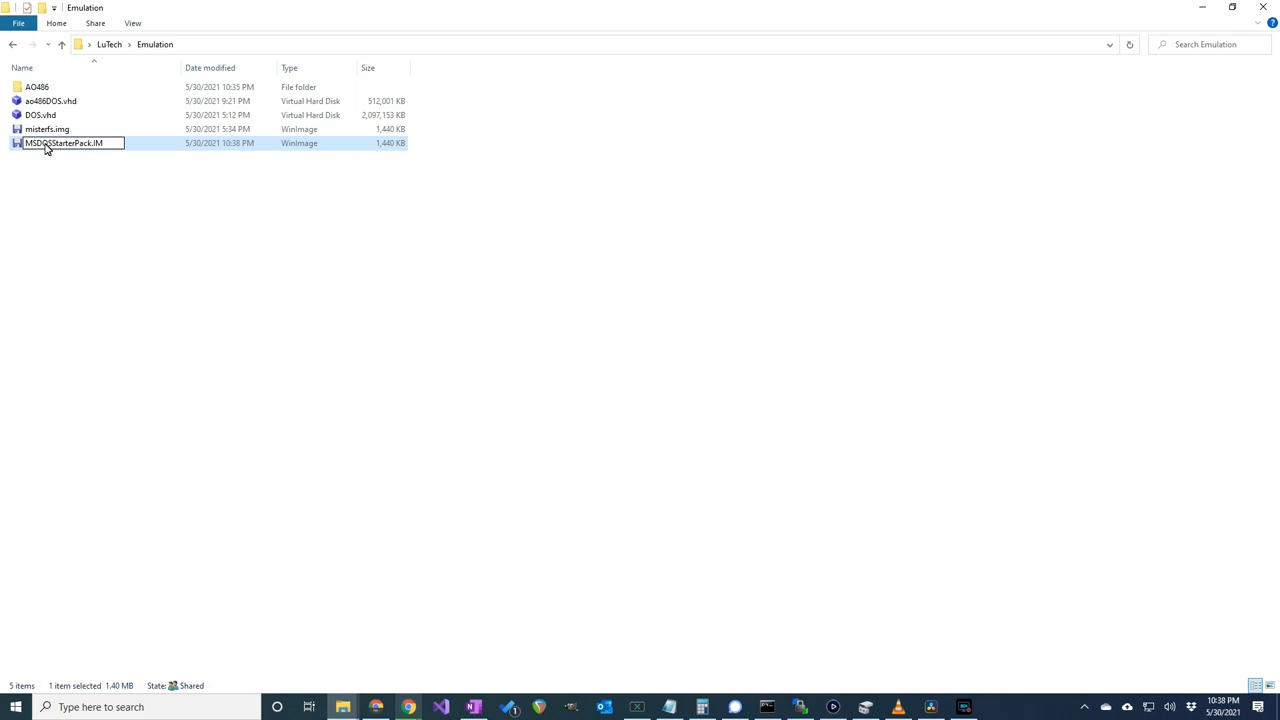 Emulation
File Home Share View
LuTech Emulation Search Emulation
Name Date modified Type Size
AO486 5/30/2021 10:35 PM File folder
ao486DOS.vhd 5/30/2021 9:21 PM Virtual Hard Disk 512,001 KB
DOS.vhd 5/30/2021 5:12 PM Virtual Hard Disk 2,097,153 KB
misterfs.img 5/30/2021 5:34 PM WinImage 1,440 KB
MSDOSStarterPack.IM 5/30/2021 10:38 PM WinImage 1,440 KB
5 items 1 item selected 1.40 MB State: Shared
Type here to search
10:38 PM
5/30/2021